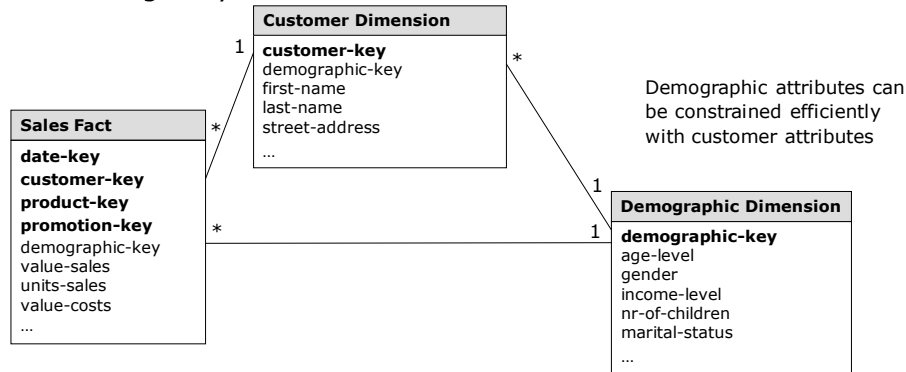 Customer Dimension
customer-key
demographic-key
first-name
last-name
street-address
…
1
*
*
Demographic attributes can
be constrained efficiently
with customer attributes
Sales Fact
date-key
customer-key
product-key
promotion-key
demographic-key
value-sales
units-sales
value-costs
…
*
1
1
Demographic Dimension
demographic-key
age-level
gender
income-level
nr-of-children
marital-status
…